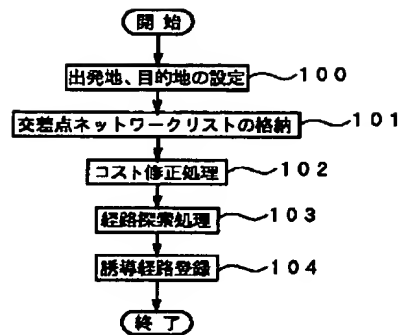 開始
出発地、目的地の設定 100
交差点ネットワークリストの格納 101
コスト修正処理 102
経路探索処理 103
誘導経路登録 104
終了